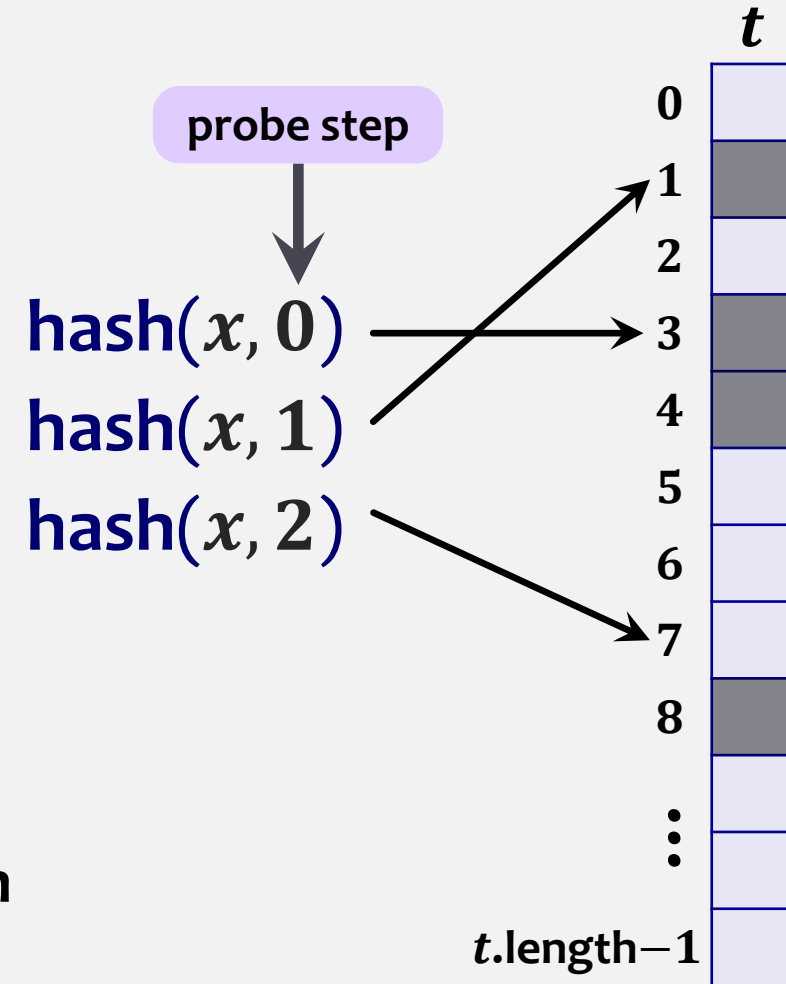 t
probe step
hash(x, 0)
hash(x, 1)
hash(x, 2)
0
1
2
3
4
5
6
7
8
⋮
n
t.length−1